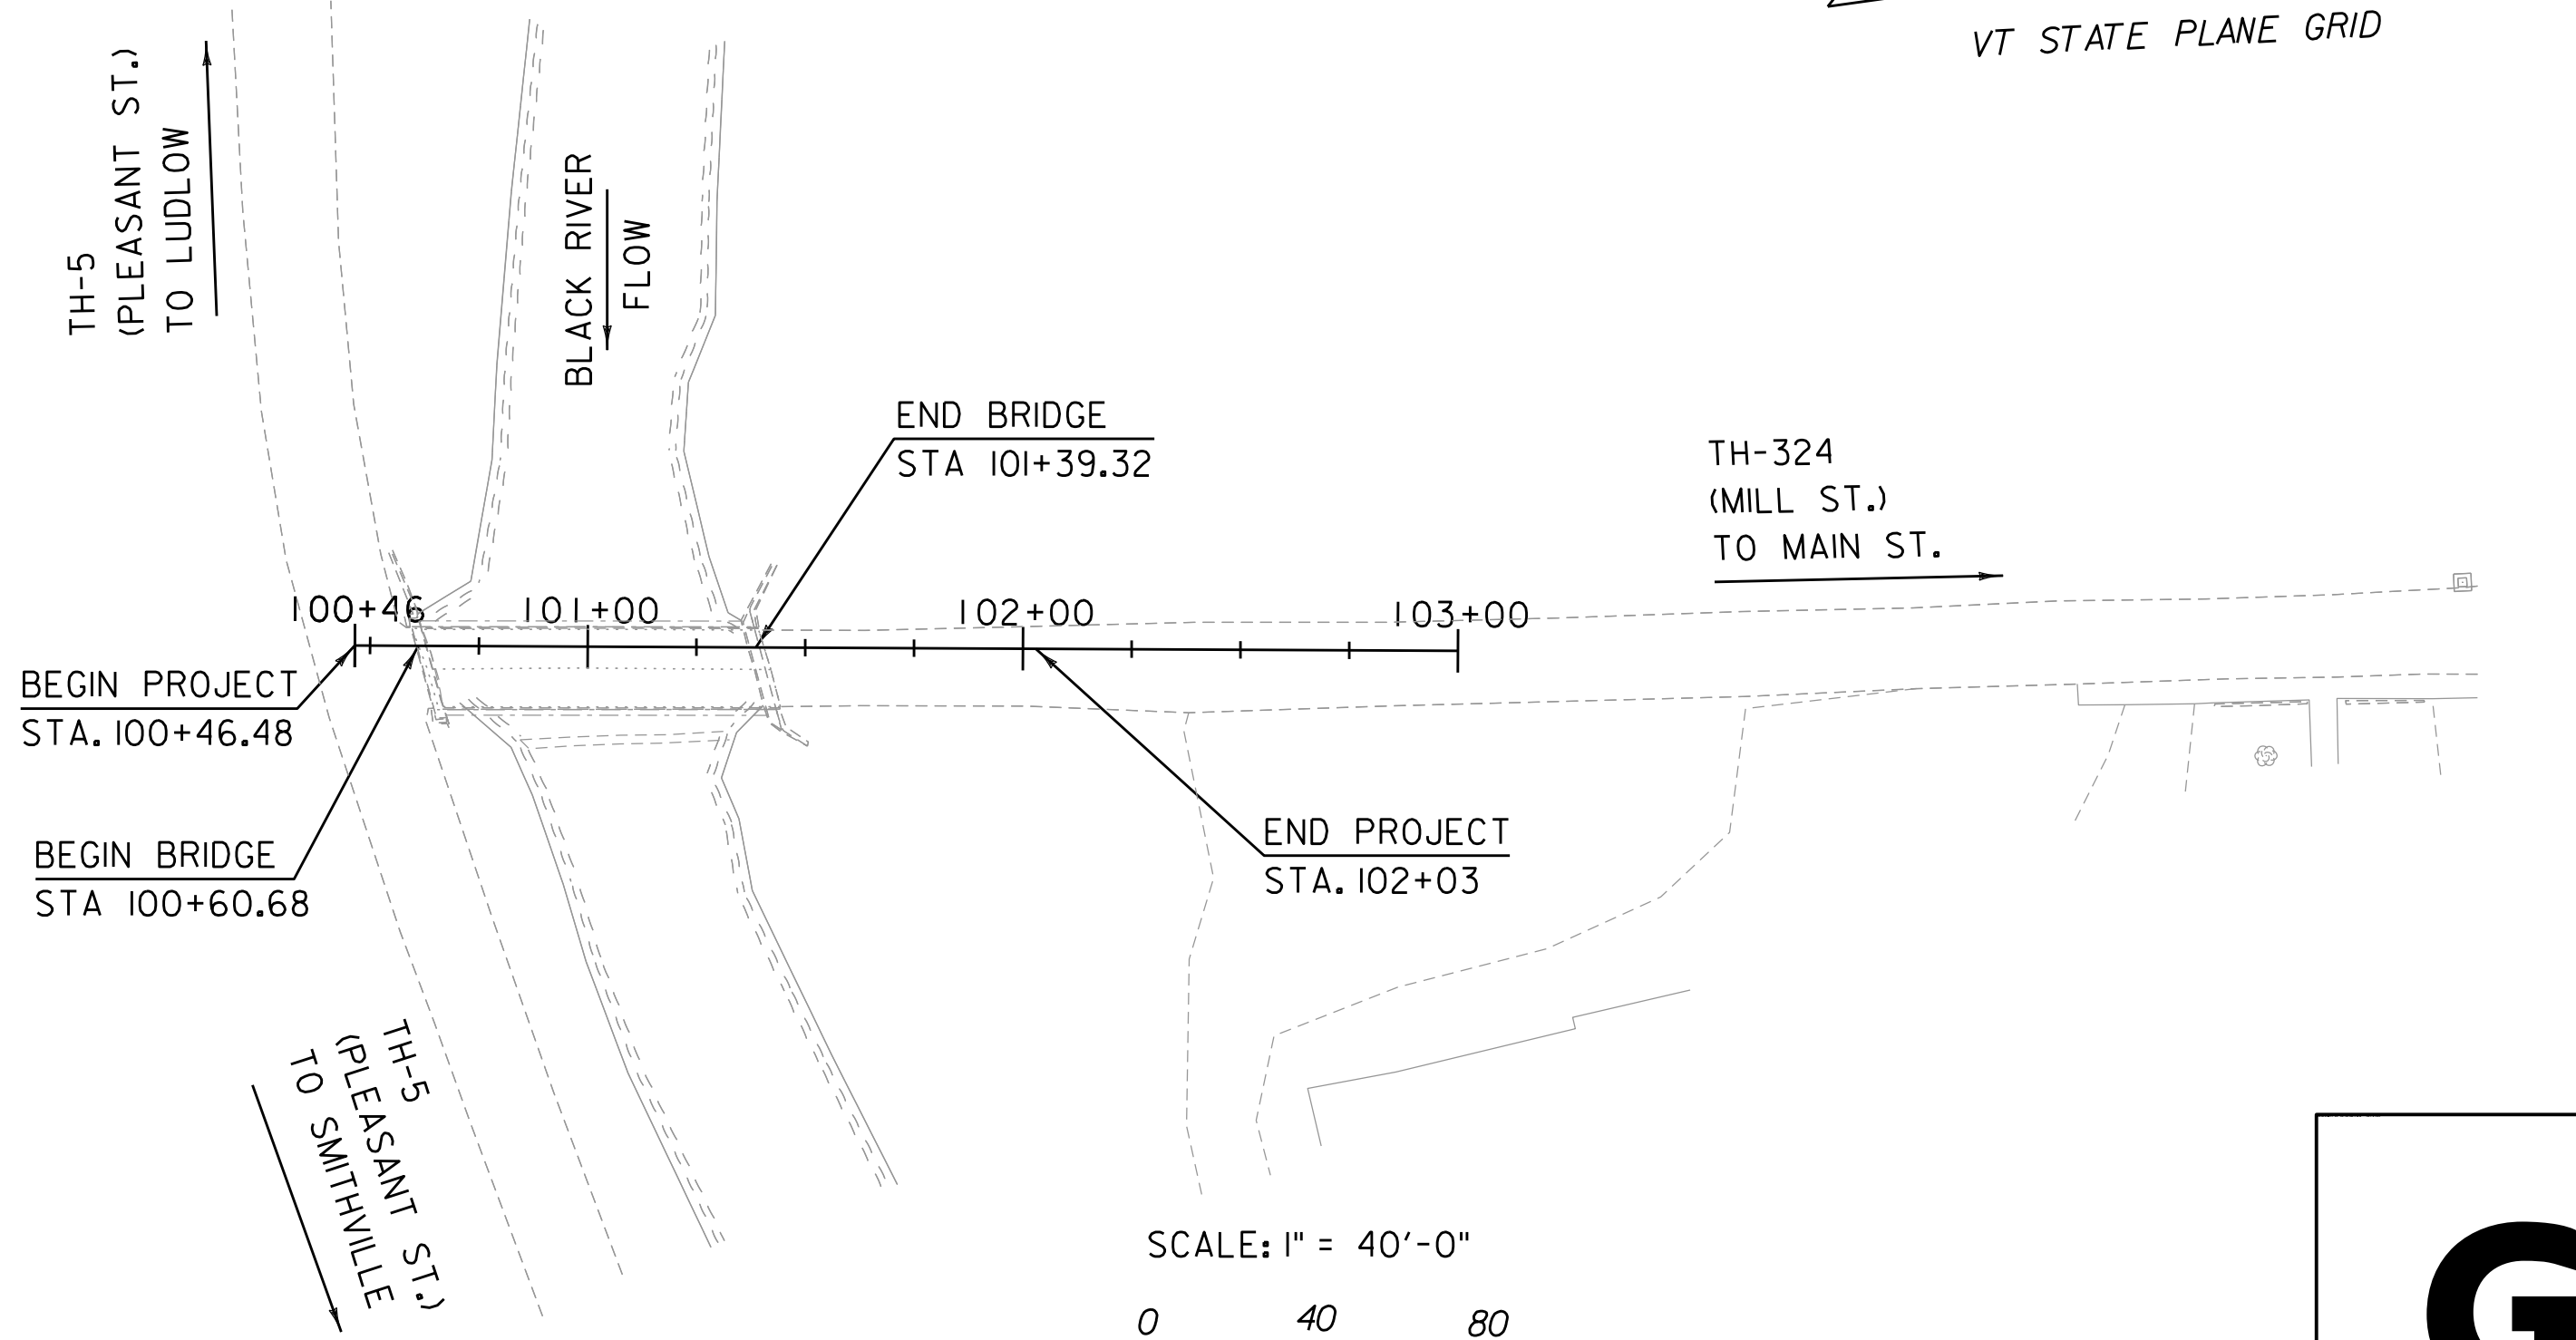 VT STATE PLANE GRID
TH-5
(PLEASANT ST.)
TO LUDLOW
BLACK RIVER
FLOW
END BRIDGE
STA 101+39.32
TH-324
(MILL ST.)
TO MAIN ST.
100+46
101+00
102+00
103+00
BEGIN PROJECT
STA. 100+46.48
BEGIN BRIDGE
STA 100+60.68
END PROJECT
STA. 102+03
TH-5
(PLEASANT ST.)
TO SMITHVILLE
SCALE: 1" = 40'-0"
0 40 80
G